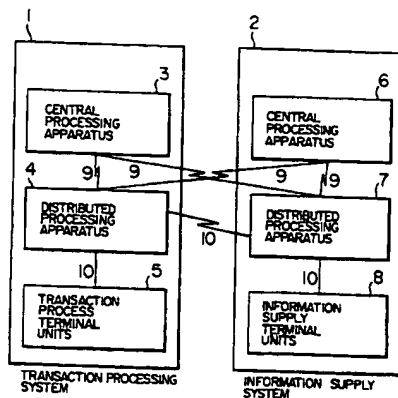 1
2
3
CENTRAL
PROCESSING
APPARATUS
6
CENTRAL
PROCESSING
APPARATUS
9
9
9
9
4
DISTRIBUTED
PROCESSING
APPARATUS
7
DISTRIBUTED
PROCESSING
APPARATUS
10
10
10
5
TRANSACTION
PROCESS
TERMINAL
UNITS
8
INFORMATION
SUPPLY
TERMINAL
UNITS
TRANSACTION PROCESSING
SYSTEM
INFORMATION SUPPLY
SYSTEM